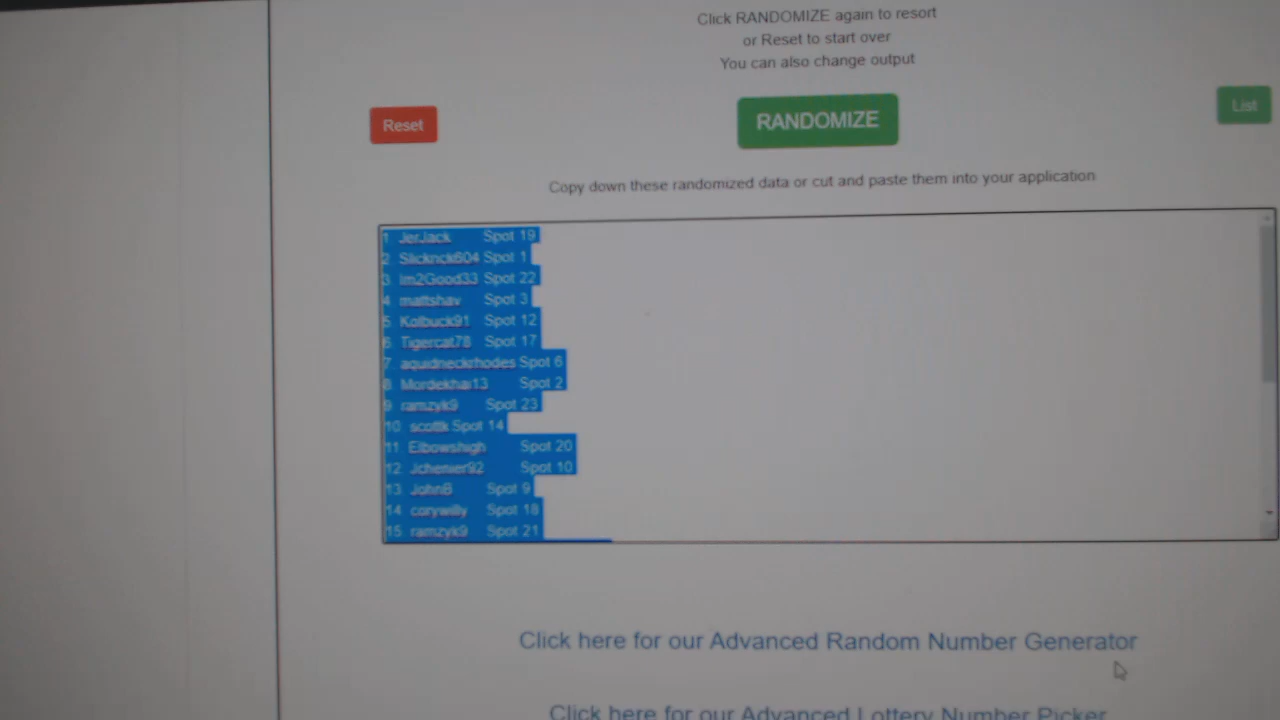 Click RANDOMIZE again to resort
or Reset to start over
You can also change output
Reset
RANDOMIZE
List
Copy down these randomized data or cut and paste them into your application
1. JerJack Spot 19
2. Slicknck604 Spot 1
3. Im2Good33 Spot 22
4. mattshav Spot 3
5. Kolbuck91 Spot 12
6. Tigercat78 Spot 17
7. aquidneckrhodes Spot 6
8. Mordekhai13 Spot 2
9. ramzyk9 Spot 23
10. scottk Spot 14
11. Elbowshigh Spot 20
12. Jchenier92 Spot 10
13. JohnB Spot 9
14. corywilly Spot 18
15. ramzyk9 Spot 21
Click here for our Advanced Random Number Generator
Click here for our Advanced Lottery Number Picker